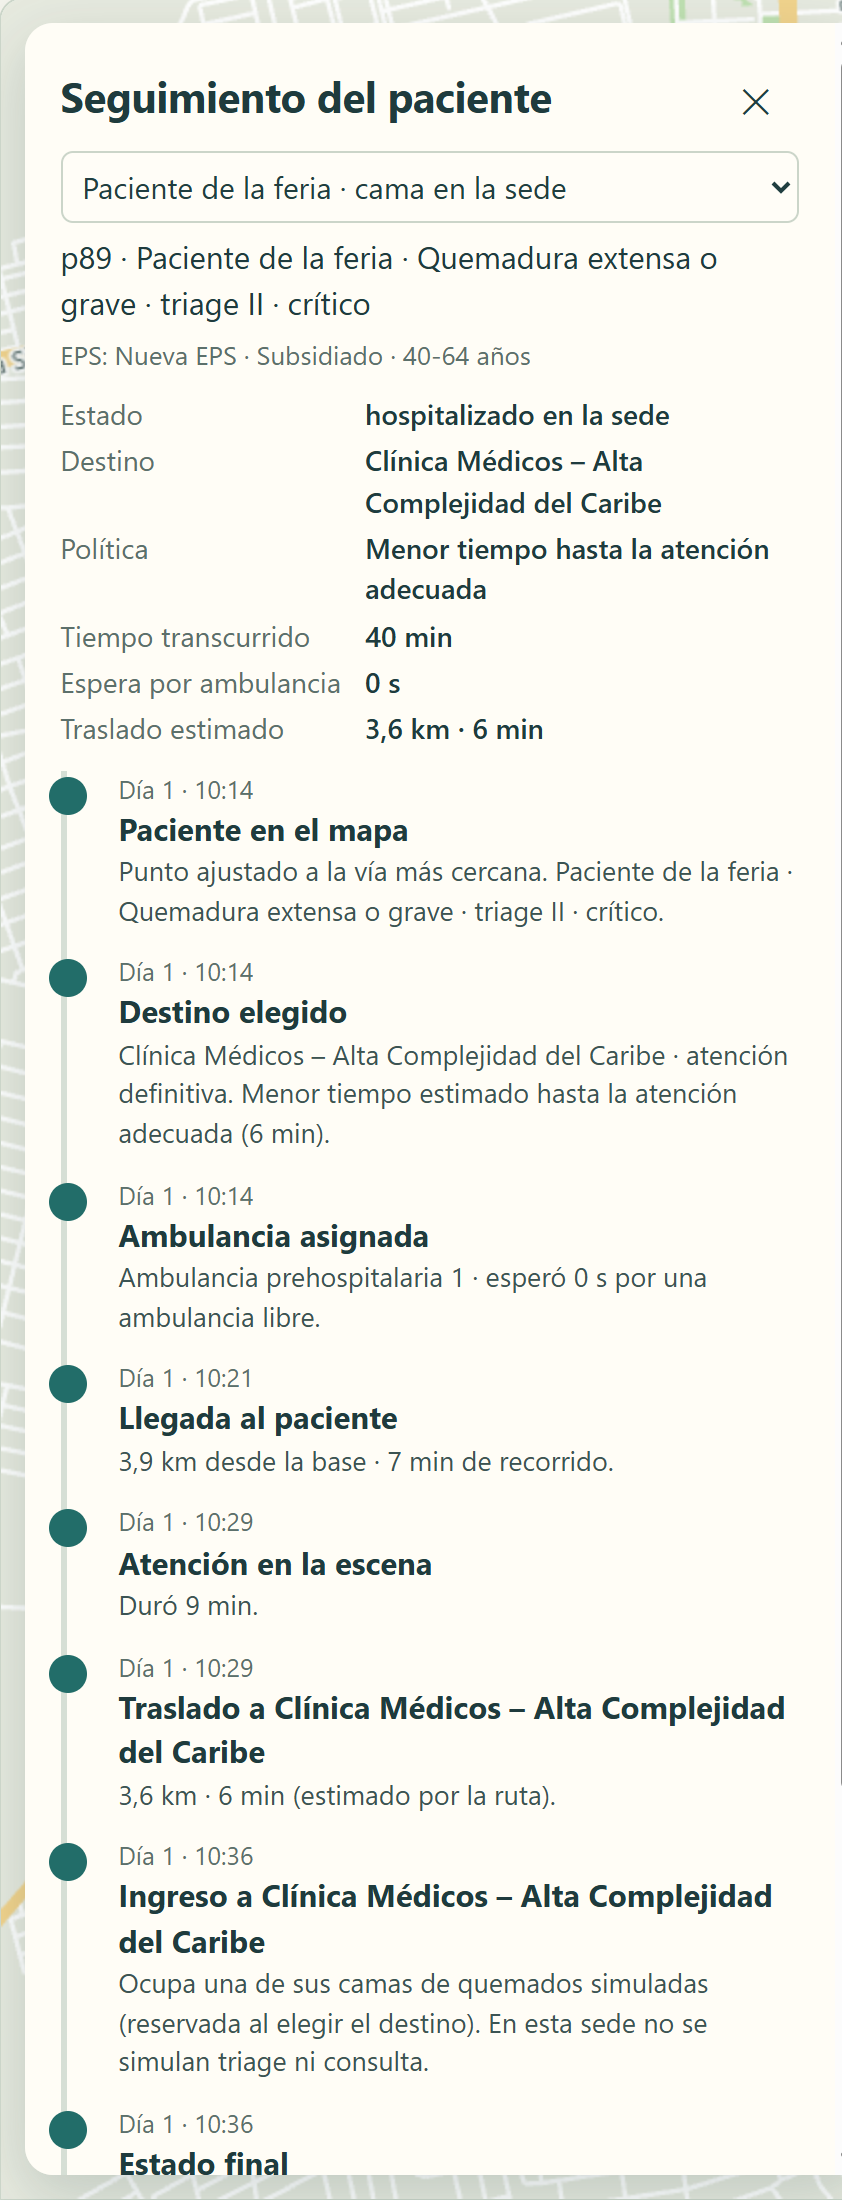 Seguimiento del paciente
Paciente de la feria · cama en la sede
p89 · Paciente de la feria · Quemadura extensa o
grave · triage II · crítico
EPS: Nueva EPS · Subsidiado · 40-64 años
Estado hospitalizado en la sede
Destino Clínica Médicos – Alta
Complejidad del Caribe
Política Menor tiempo hasta la atención
adecuada
Tiempo transcurrido 40 min
Espera por ambulancia 0 s
Traslado estimado 3,6 km · 6 min
Día 1 · 10:14
Paciente en el mapa
Punto ajustado a la vía más cercana. Paciente de la feria ·
Quemadura extensa o grave · triage II · crítico.
Día 1 · 10:14
Destino elegido
Clínica Médicos – Alta Complejidad del Caribe · atención
definitiva. Menor tiempo estimado hasta la atención
adecuada (6 min).
Día 1 · 10:14
Ambulancia asignada
Ambulancia prehospitalaria 1 · esperó 0 s por una
ambulancia libre.
Día 1 · 10:21
Llegada al paciente
3,9 km desde la base · 7 min de recorrido.
Día 1 · 10:29
Atención en la escena
Duró 9 min.
Día 1 · 10:29
Traslado a Clínica Médicos – Alta Complejidad
del Caribe
3,6 km · 6 min (estimado por la ruta).
Día 1 · 10:36
Ingreso a Clínica Médicos – Alta Complejidad
del Caribe
Ocupa una de sus camas de quemados simuladas
(reservada al elegir el destino). En esta sede no se
simulan triage ni consulta.
Día 1 · 10:36
Estado final